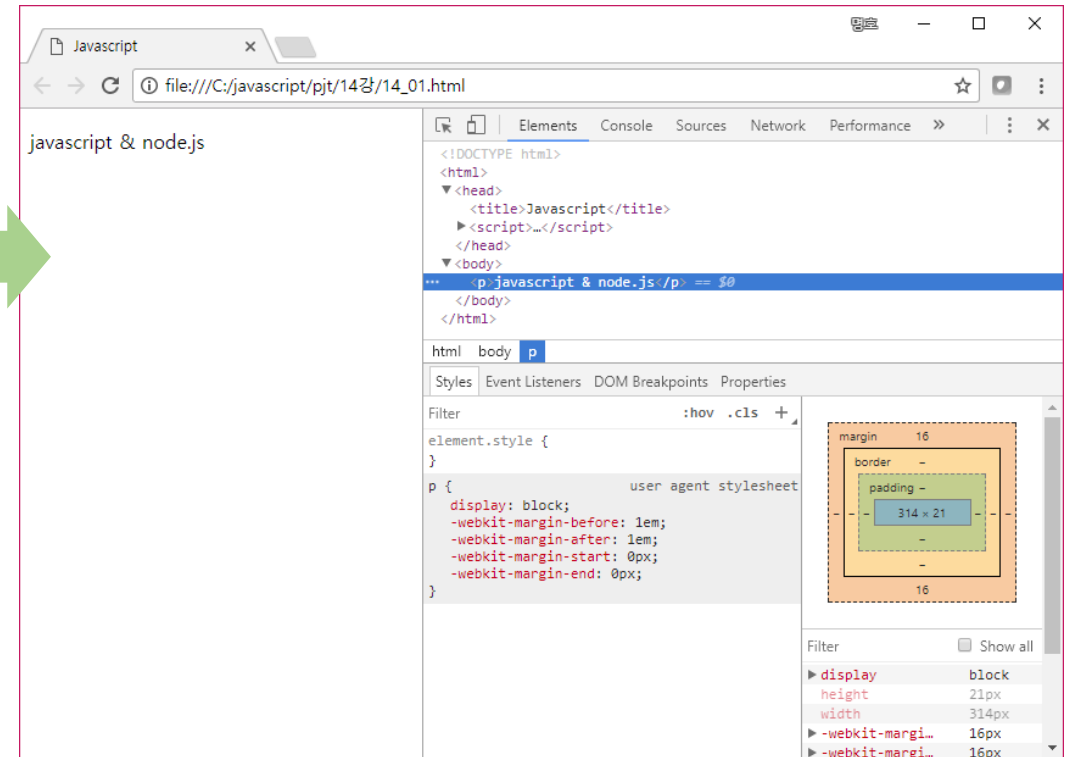 명호
Javascript
file:///C:/javascript/pjt/14강/14_01.html
javascript & node.js
Elements Console Sources Network Performance »
<!DOCTYPE html>
<html>
▼<head>
<title>Javascript</title>
▶<script>…</script>
</head>
▼<body>
… <p>javascript & node.js</p> == $0
</body>
</html>
html body p
Styles Event Listeners DOM Breakpoints Properties
Filter :hov .cls +
element.style {
}
p { user agent stylesheet
display: block;
-webkit-margin-before: 1em;
-webkit-margin-after: 1em;
-webkit-margin-start: 0px;
-webkit-margin-end: 0px;
}
margin 16
border –
padding –
– – – 314 × 21 – – –
–
–
16
Filter Show all
▶display block
height 21px
width 314px
▶-webkit-margi… 16px
▶-webkit-margi… 16px